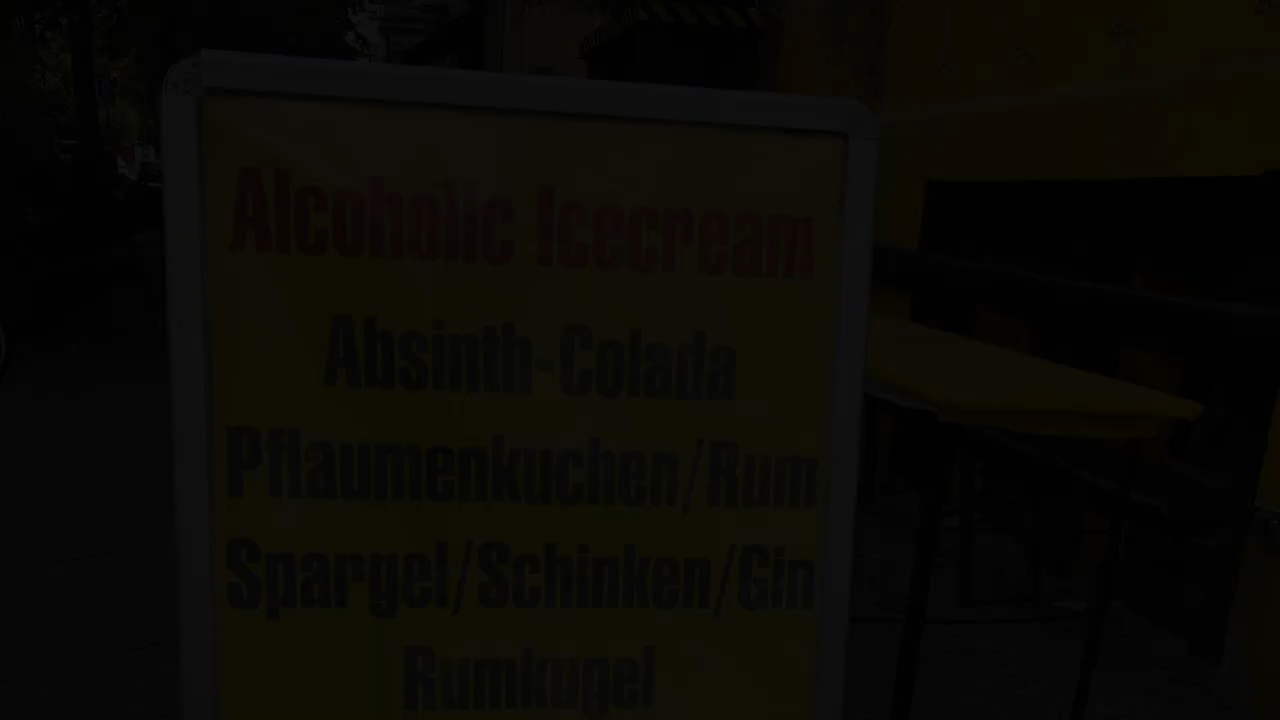 Alcoholic Icecream
Absinth-Colada
Pflaumenkuchen/Rum
Spargel/Schinken/Gin
Rumkugel